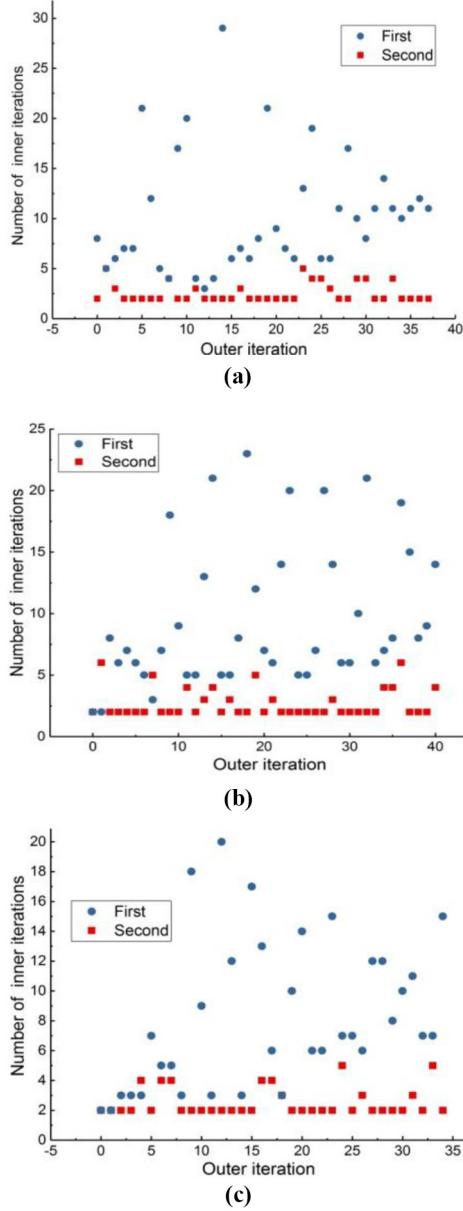 30
25
20
15
10
5
0
Number of inner iterations
First
Second
-5 0 5 10 15 20 25 30 35 40
Outer iteration
(a)
25
20
15
10
5
0
Number of inner iterations
First
Second
0 10 20 30 40
Outer iteration
(b)
20
18
16
14
12
10
8
6
4
2
0
Number of inner iterations
First
Second
0 5 10 15 20 25 30 35
Outer iteration
(c)